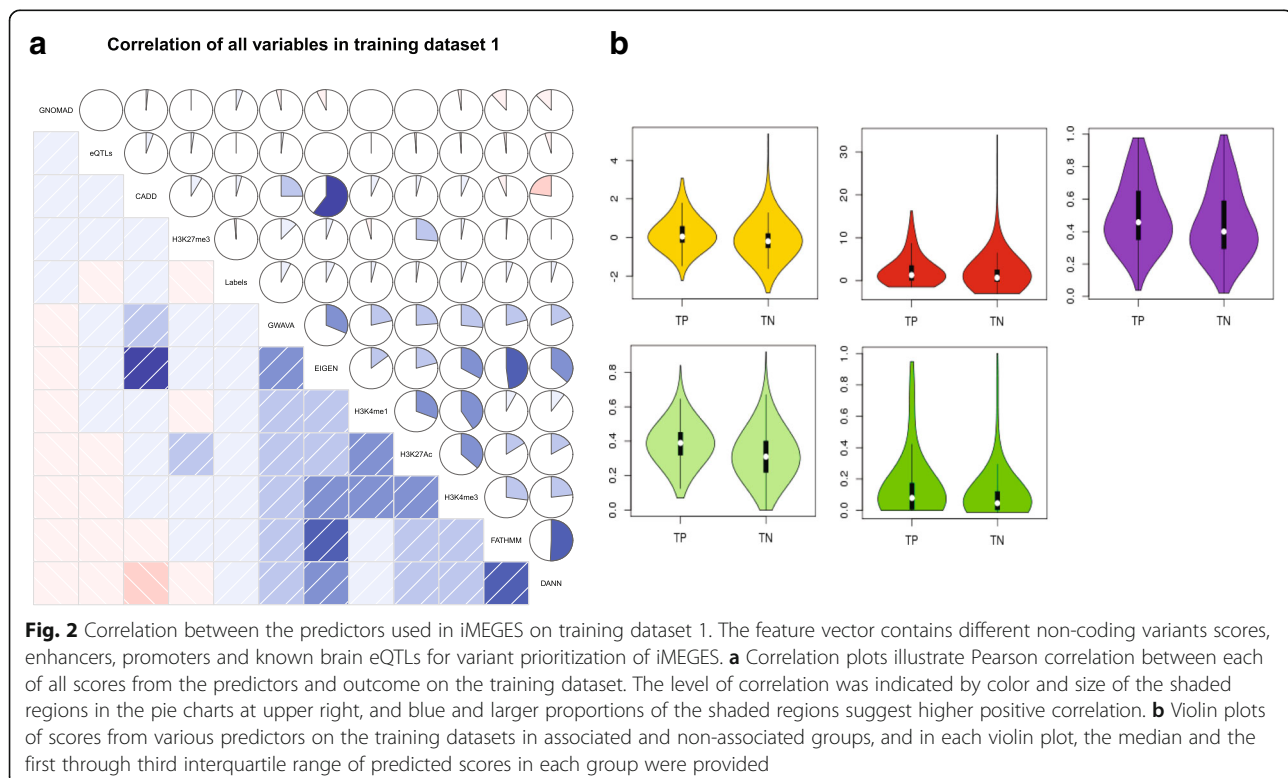 a
Correlation of all variables in training dataset 1
GNOMAD
eQTLs
CADD
H3K27me3
Labels
GWAVA
EIGEN
H3K4me1
H3K27Ac
H3K4me3
FATHMM
DANN
b
4
2
0
-2
TP TN
30
10
0
TP TN
1.0
0.8
0.6
0.4
0.2
0.0
TP TN
0.8
0.6
0.4
0.2
0.0
TP TN
1.0
0.8
0.6
0.4
0.2
0.0
TP TN
Fig. 2 Correlation between the predictors used in iMEGES on training dataset 1. The feature vector contains different non-coding variants scores,
enhancers, promoters and known brain eQTLs for variant prioritization of iMEGES. a Correlation plots illustrate Pearson correlation between each
of all scores from the predictors and outcome on the training dataset. The level of correlation was indicated by color and size of the shaded
regions in the pie charts at upper right, and blue and larger proportions of the shaded regions suggest higher positive correlation. b Violin plots
of scores from various predictors on the training datasets in associated and non-associated groups, and in each violin plot, the median and the
first through third interquartile range of predicted scores in each group were provided